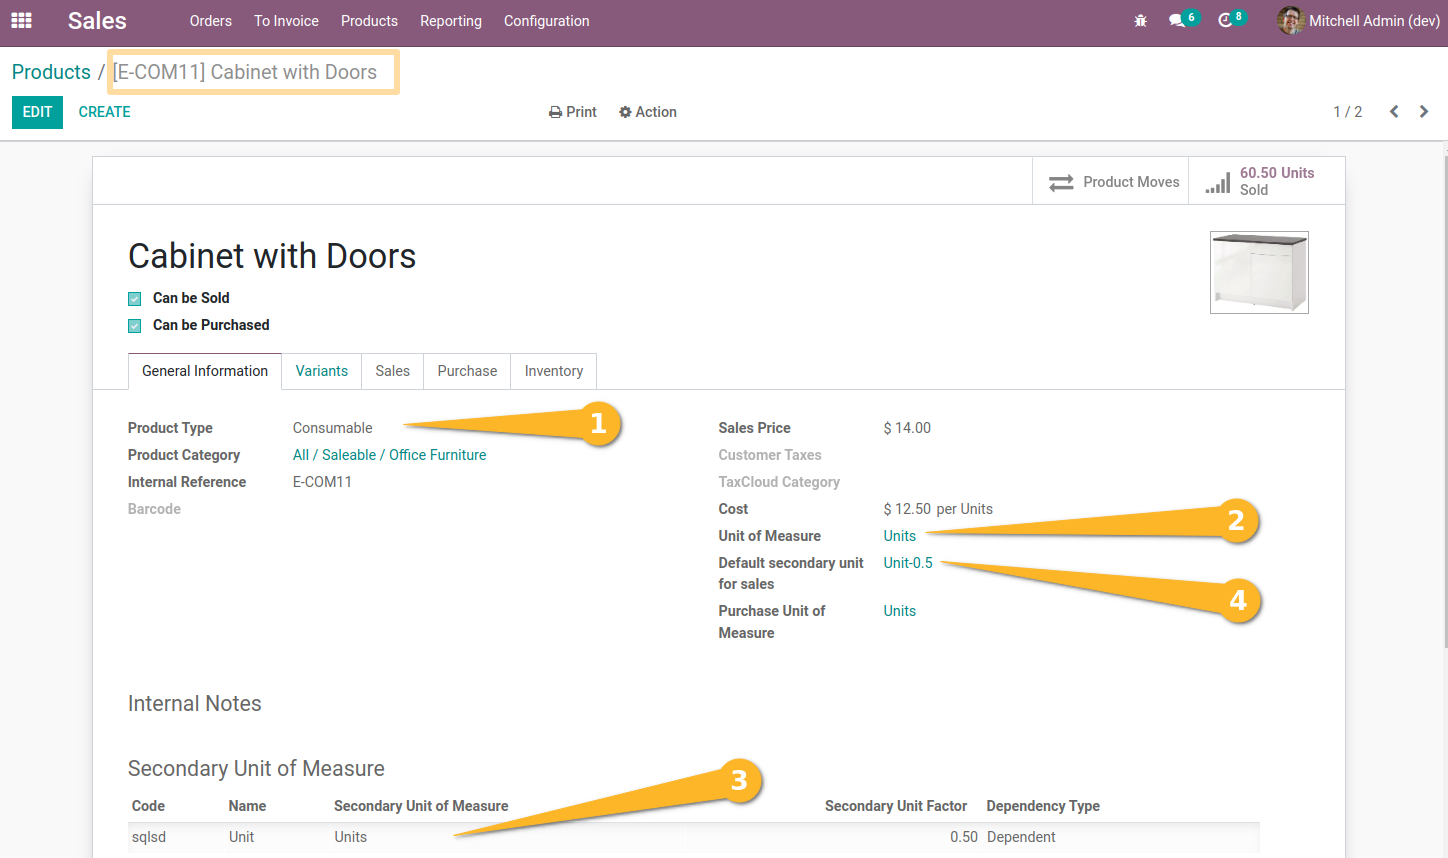 Sales Orders To Invoice Products Reporting Configuration 6 8 Mitchell Admin (dev)
Products / [E-COM11] Cabinet with Doors
EDIT CREATE Print Action 1 / 2
Product Moves 60.50 Units Sold
Cabinet with Doors
Can be Sold
Can be Purchased
General Information Variants Sales Purchase Inventory
Product Type Consumable 1
Product Category All / Saleable / Office Furniture
Internal Reference E-COM11
Barcode
Sales Price $ 14.00
Customer Taxes
TaxCloud Category
Cost $ 12.50 per Units
Unit of Measure Units 2
Default secondary unit Unit-0.5
for sales 4
Purchase Unit of Units
Measure
Internal Notes
Secondary Unit of Measure 3
Code Name Secondary Unit of Measure Secondary Unit Factor Dependency Type
sqlsd Unit Units 0.50 Dependent